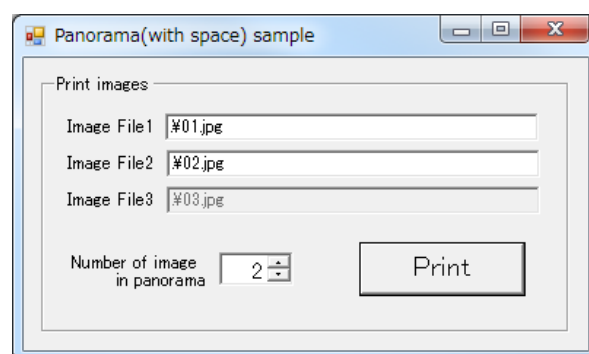 Panorama(with space) sample
Print images
Image File1 .¥01.jpg
Image File2 .¥02.jpg
Image File3 .¥03.jpg
Number of image
in panorama
2
Print